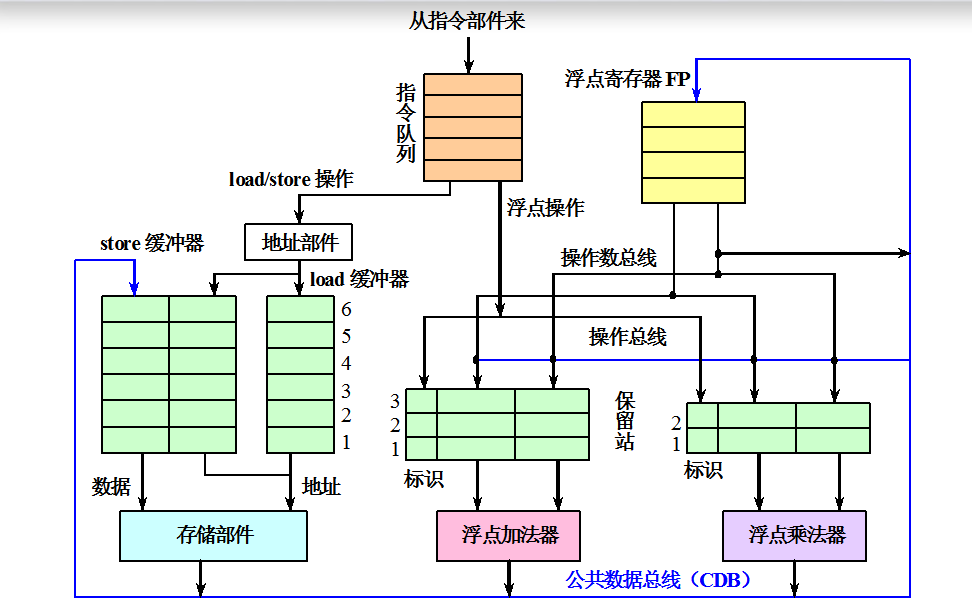 从指令部件来
浮点寄存器 FP
指令队列
load/store 操作
浮点操作
地址部件
store 缓冲器
操作数总线
load 缓冲器
6
5
4
3
2
1
操作总线
3
2
1
保留站
2
1
标识
标识
数据
地址
存储部件
浮点加法器
浮点乘法器
公共数据总线（CDB）